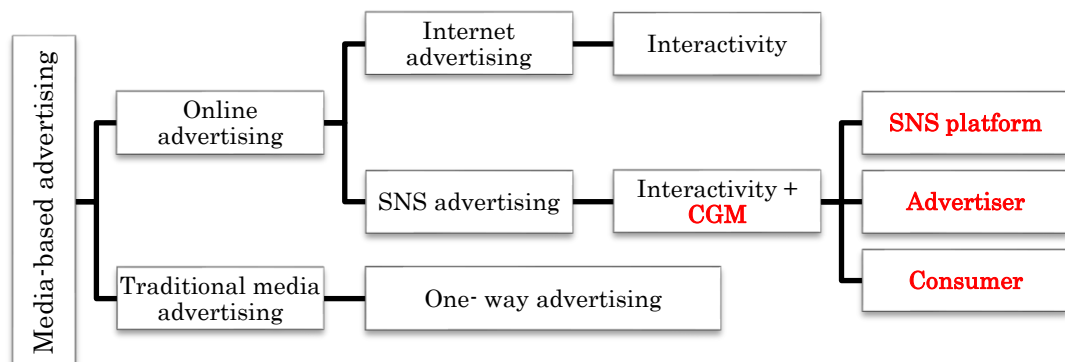 Media-based advertising
Online
advertising
Internet
advertising
Interactivity
SNS advertising
Interactivity +
CGM
SNS platform
Advertiser
Consumer
Traditional media
advertising
One- way advertising